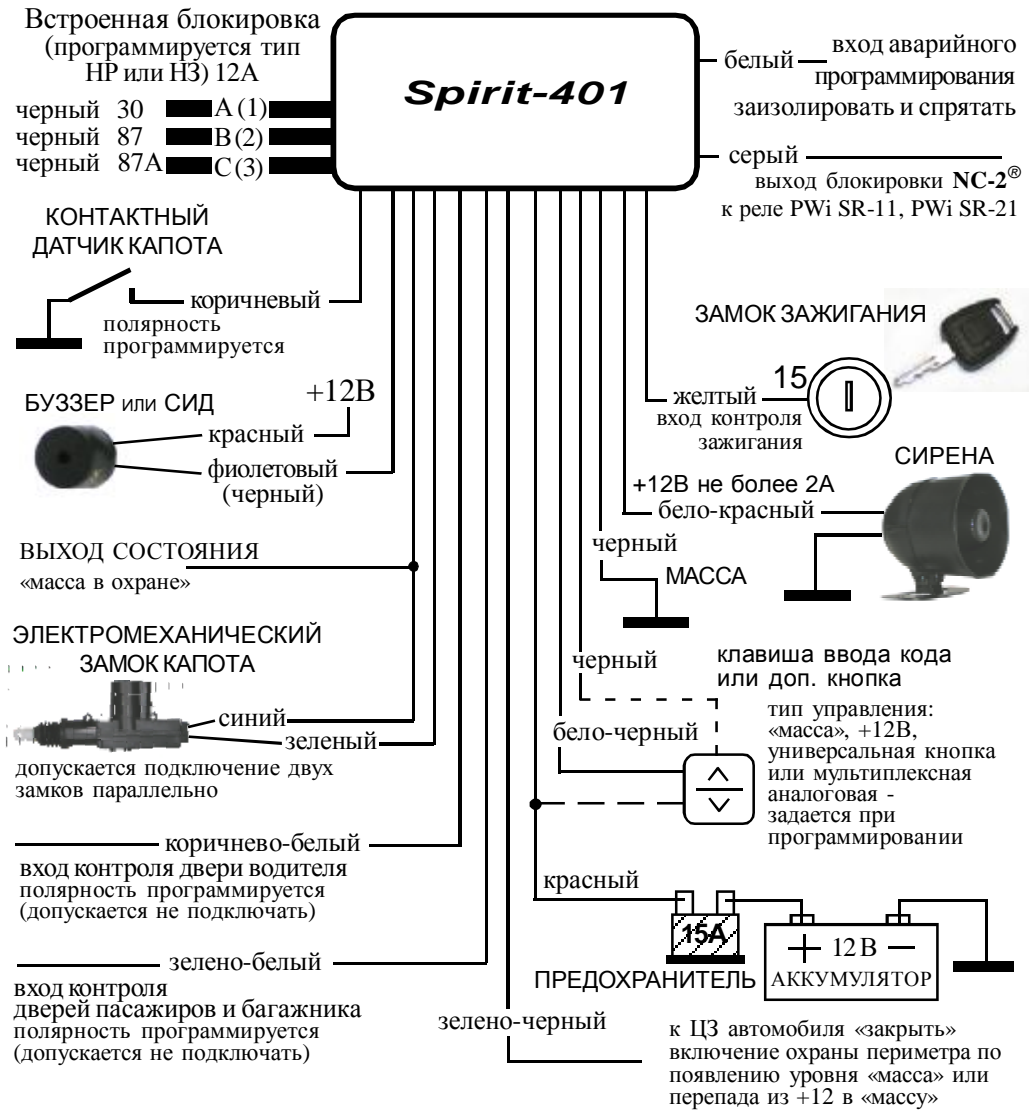 Встроенная блокировка
(программируется тип
НР или НЗ) 12А
черный 30 А (1)
черный 87 В (2)
черный 87А С (3)
Spirit-401
белый
вход аварийного
программирования
заизолировать и спрятать
серый
выход блокировки NC-2®
к реле PWi SR-11, PWi SR-21
КОНТАКТНЫЙ
ДАТЧИК КАПОТА
коричневый
полярность
программируется
ЗАМОК ЗАЖИГАНИЯ
15
желтый
вход контроля
зажигания
БУЗЗЕР или СИД
+12В
красный
фиолетовый
(черный)
СИРЕНА
+12В не более 2А
бело-красный
черный
МАССА
ВЫХОД СОСТОЯНИЯ
«масса в охране»
ЭЛЕКТРОМЕХАНИЧЕСКИЙ
ЗАМОК КАПОТА
синий
зеленый
допускается подключение двух
замков параллельно
черный
бело-черный
клавиша ввода кода
или доп. кнопка
тип управления:
«масса», +12В,
универсальная кнопка
или мультиплексная
аналоговая -
задается при
программировании
коричнево-белый
вход контроля двери водителя
полярность программируется
(допускается не подключать)
красный
15А
ПРЕДОХРАНИТЕЛЬ
+ 12 В −
АККУМУЛЯТОР
зелено-белый
вход контроля
дверей пасажиров и багажника
полярность программируется
(допускается не подключать)
зелено-черный
к ЦЗ автомобиля «закрыть»
включение охраны периметра по
появлению уровня «масса» или
перепада из +12 в «массу»